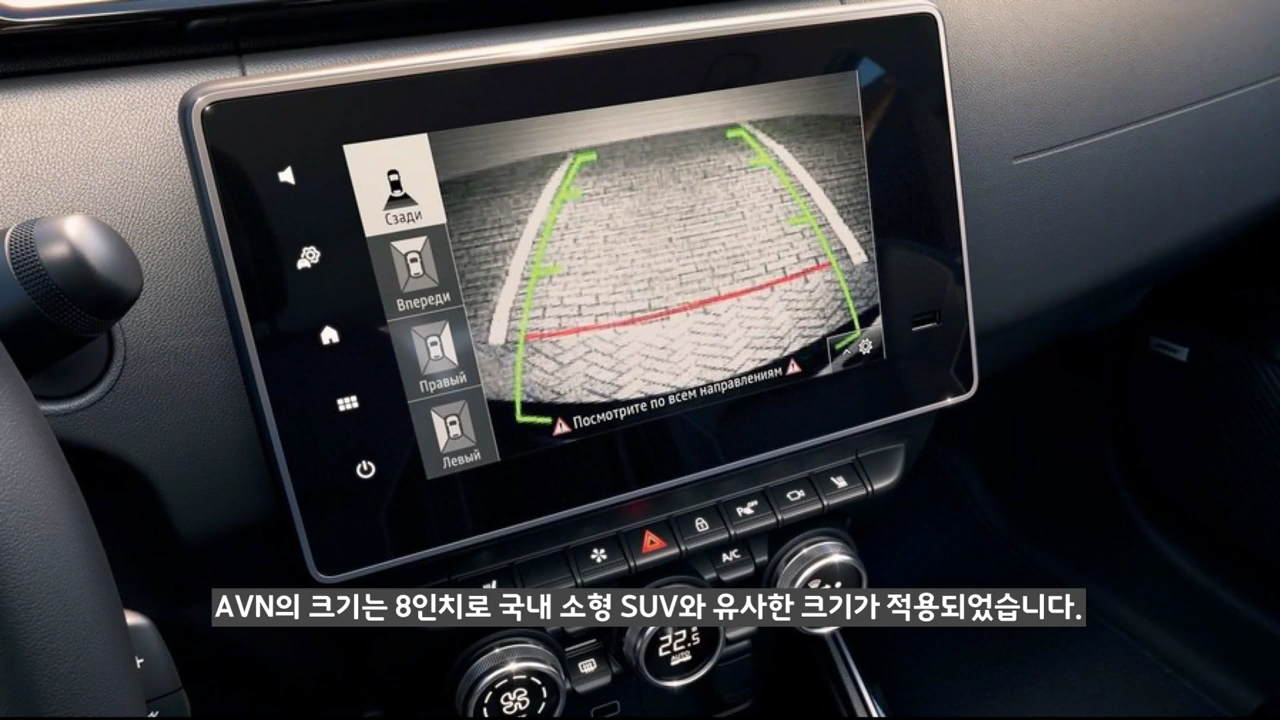 Сзади
Впереди
Правый
Левый
Посмотрите по всем направлениям
A/C
AVN의 크기는 8인치로 국내 소형 SUV와 유사한 크기가 적용되었습니다.
22.5
AUTO